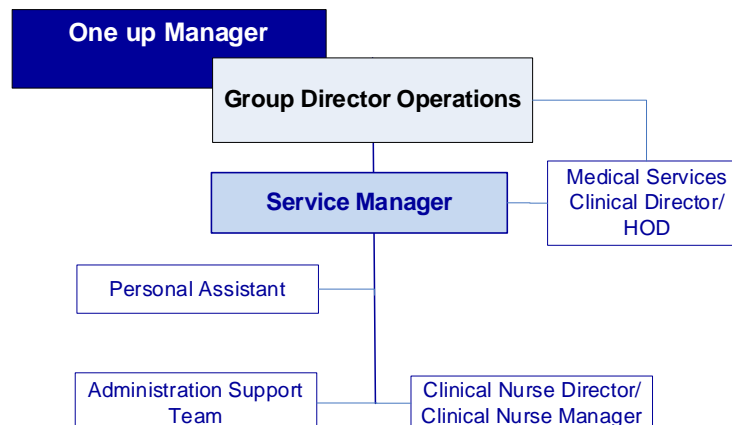 One up Manager
Group Director Operations
Service Manager
Medical Services
Clinical Director/
HOD
Personal Assistant
Administration Support
Team
Clinical Nurse Director/
Clinical Nurse Manager